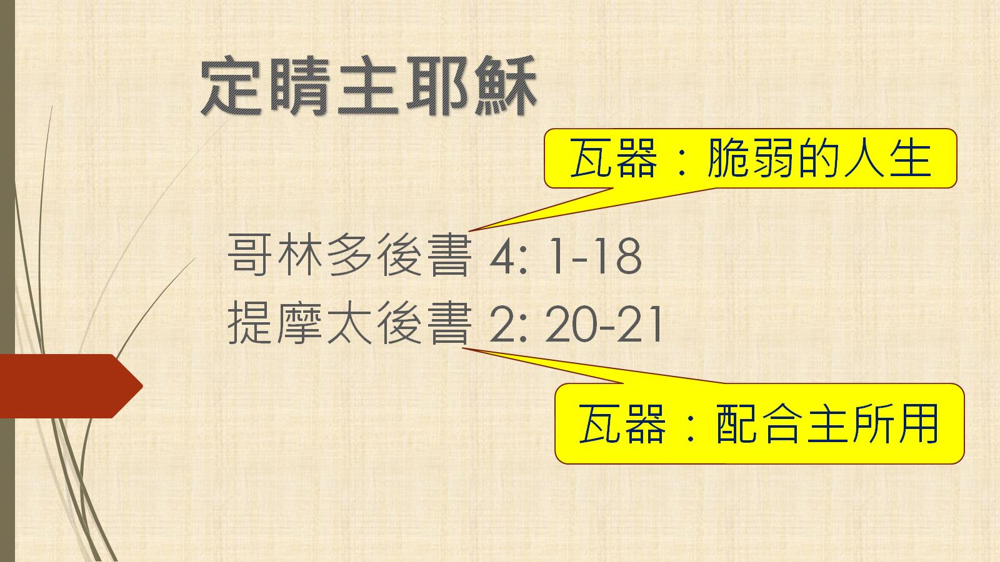 定睛主耶穌
瓦器：脆弱的人生
哥林多後書 4: 1-18
提摩太後書 2: 20-21
瓦器：配合主所用